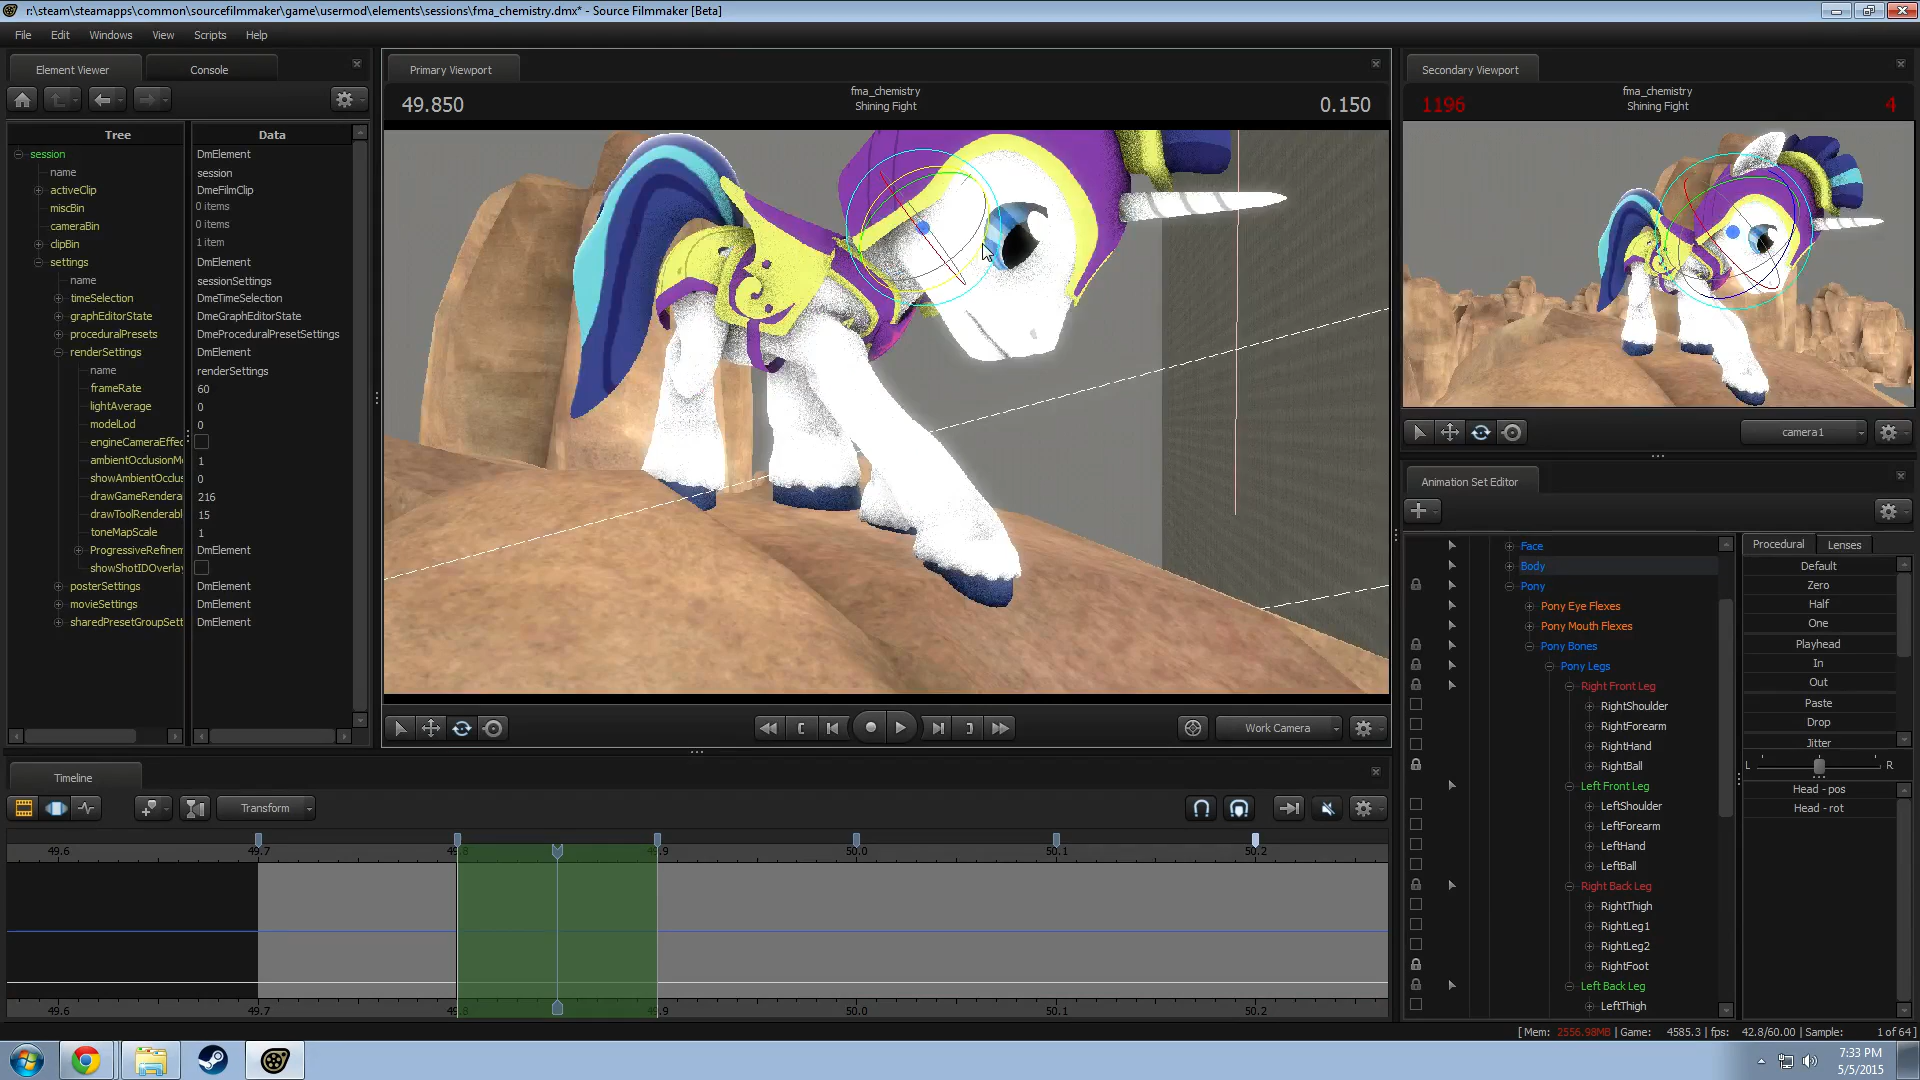 r:\steam\steamapps\common\sourcefilmmaker\game\usermod\elements\sessions\fma_chemistry.dmx* - Source Filmmaker [Beta]
File Edit Windows View Scripts Help
Element Viewer Console
Tree Data
session DmElement
name session
activeClip DmeFilmClip
miscBin 0 items
cameraBin 0 items
clipBin 1 item
settings DmElement
name sessionSettings
timeSelection DmeTimeSelection
graphEditorState DmeGraphEditorState
proceduralPresets DmeProceduralPresetSettings
renderSettings DmElement
name renderSettings
frameRate 60
lightAverage 0
modelLod 0
engineCameraEffec
ambientOcclusionM 1
showAmbientOcclus 0
drawGameRendera 216
drawToolRenderabl 15
toneMapScale 1
ProgressiveRefinem DmElement
showShotIDOverlay
posterSettings DmElement
movieSettings DmElement
sharedPresetGroupSett DmElement
Primary Viewport
49.850
fma_chemistry
Shining Fight
0.150
Work Camera
Secondary Viewport
1196
fma_chemistry
Shining Fight
4
camera1
Animation Set Editor
Face
Body
Pony
Pony Eye Flexes
Pony Mouth Flexes
Pony Bones
Pony Legs
Right Front Leg
RightShoulder
RightForearm
RightHand
RightBall
Left Front Leg
LeftShoulder
LeftForearm
LeftHand
LeftBall
Right Back Leg
RightThigh
RightLeg1
RightLeg2
RightFoot
Left Back Leg
LeftThigh
Procedural Lenses
Default
Zero
Half
One
Playhead
In
Out
Paste
Drop
Jitter
L R
Head - pos
Head - rot
Timeline
Transform
49.6 49.7 49.8 49.9 50.0 50.1 50.2
49.6 49.7 49.8 49.9 50.0 50.1 50.2
[ Mem: 2556.98MB | Game: 4585.3 | fps: 42.8/60.00 | Sample: 1 of 64 ]
7:33 PM
5/5/2015